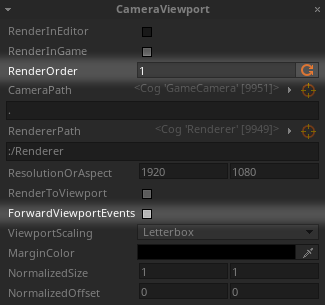 CameraViewport
RenderInEditor
RenderInGame
RenderOrder 1
CameraPath <Cog 'GameCamera' [9951]>
.
RendererPath <Cog 'Renderer' [9949]>
:/Renderer
ResolutionOrAspect 1920 1080
RenderToViewport
ForwardViewportEvents
ViewportScaling Letterbox
MarginColor
NormalizedSize 1 1
NormalizedOffset 0 0